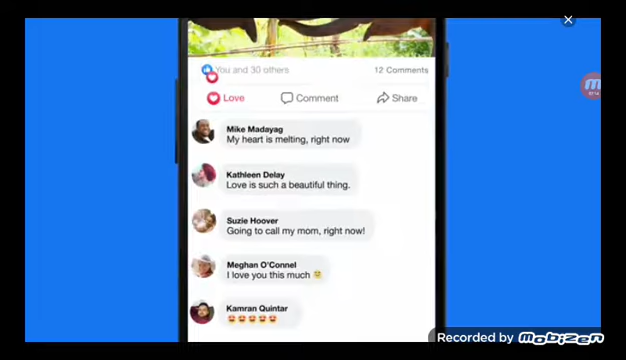 You and 30 others
12 Comments
Love
Comment
Share
Mike Madayag
My heart is melting, right now
Kathleen Delay
Love is such a beautiful thing.
Suzie Hoover
Going to call my mom, right now!
Meghan O'Connel
I love you this much 🥹
Kamran Quintar
🤩🤩🤩🤩🤩
Recorded by Mobizen